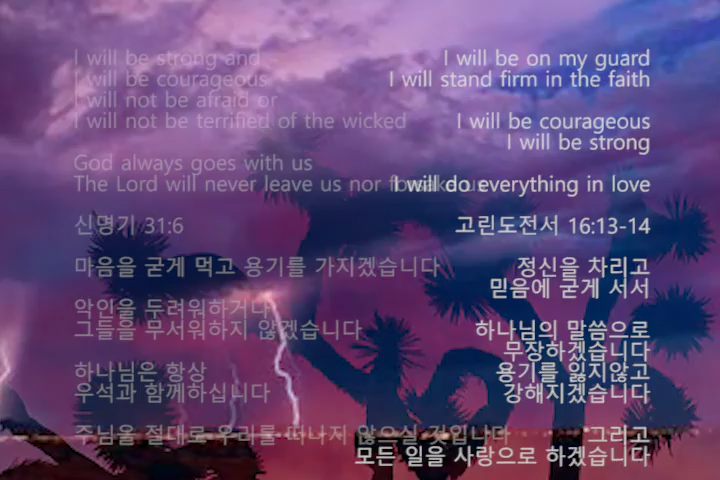 I will be strong and
I will be courageous
I will not be afraid or
I will not be terrified of the wicked
God always goes with us
The Lord will never leave us nor forsake us
신명기 31:6
마음을 굳게 먹고 용기를 가지겠습니다
악인을 두려워하거나
그들을 무서워하지 않겠습니다
하나님은 항상
우석과 함께하십니다
주님울 절대로 우리를 떠나지 않으실 것입니다
I will be on my guard
I will stand firm in the faith
I will be courageous
I will be strong
I will do everything in love
고린도전서 16:13-14
정신을 차리고
믿음에 굳게 서서
하나님의 말씀으로
무장하겠습니다
용기를 잃지않고
강해지겠습니다
그리고
모든 일을 사랑으로 하겠습니다